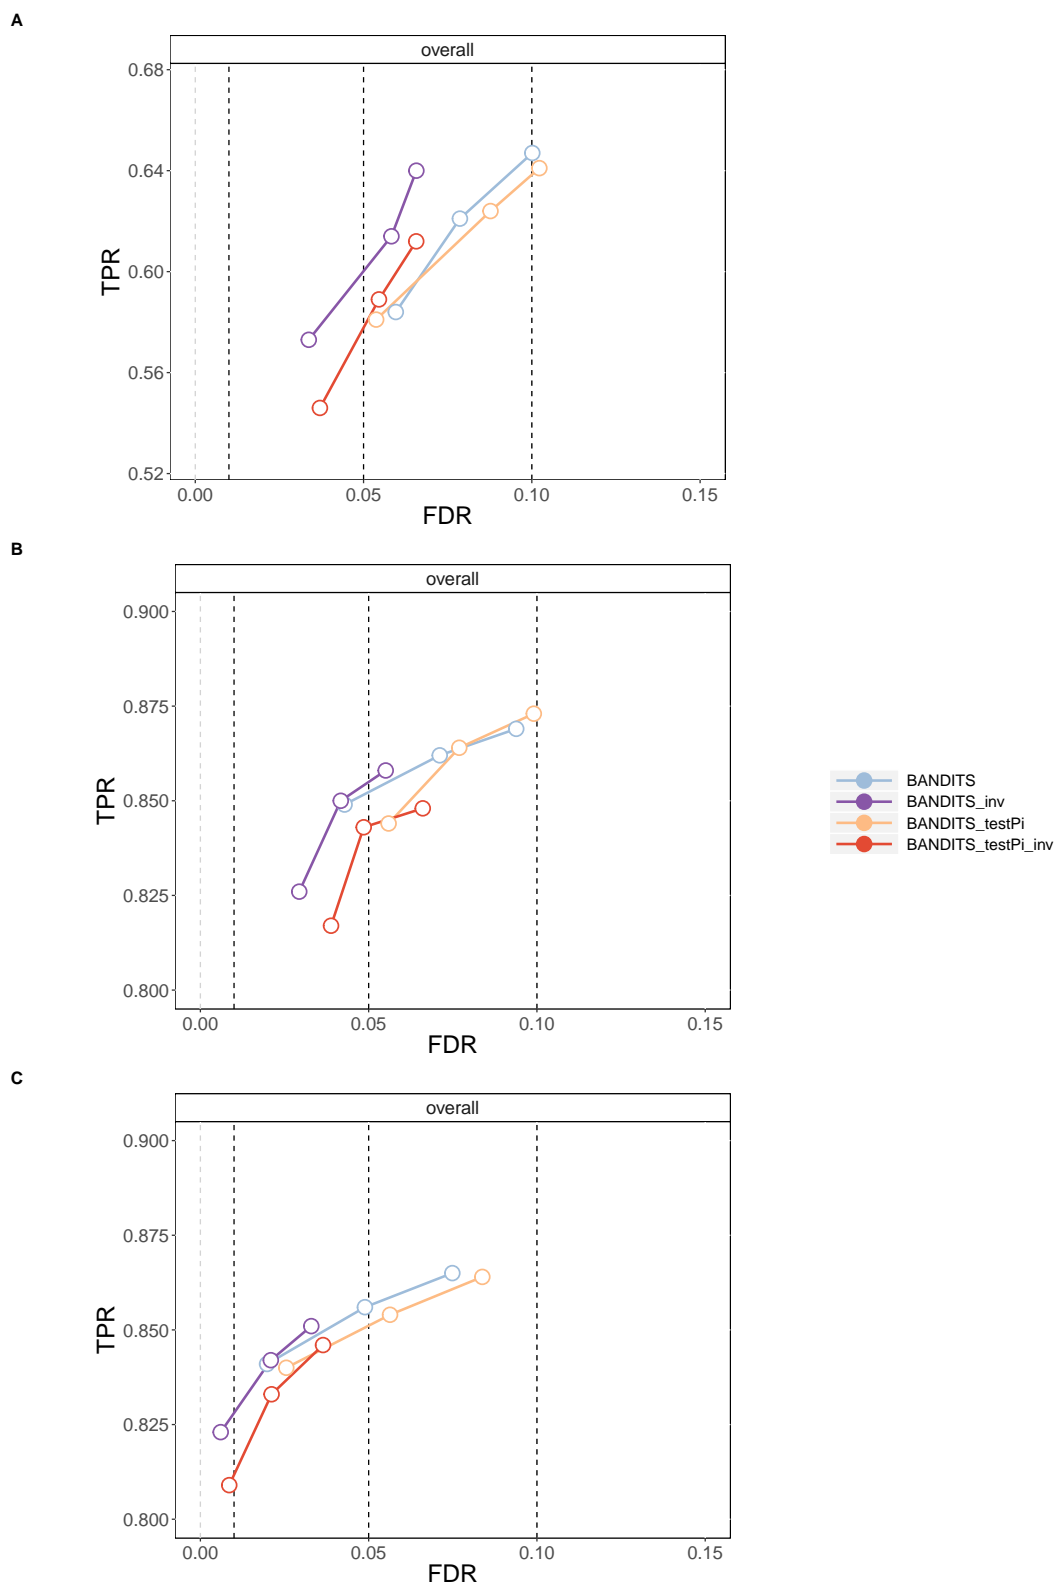 A
overall
0.68
0.64
0.60
0.56
0.52
TPR
0.00 0.05 0.10 0.15
FDR
B
overall
0.900
0.875
0.850
0.825
0.800
TPR
0.00 0.05 0.10 0.15
FDR
BANDITS
BANDITS_inv
BANDITS_testPi
BANDITS_testPi_inv
C
overall
0.900
0.875
0.850
0.825
0.800
TPR
0.00 0.05 0.10 0.15
FDR